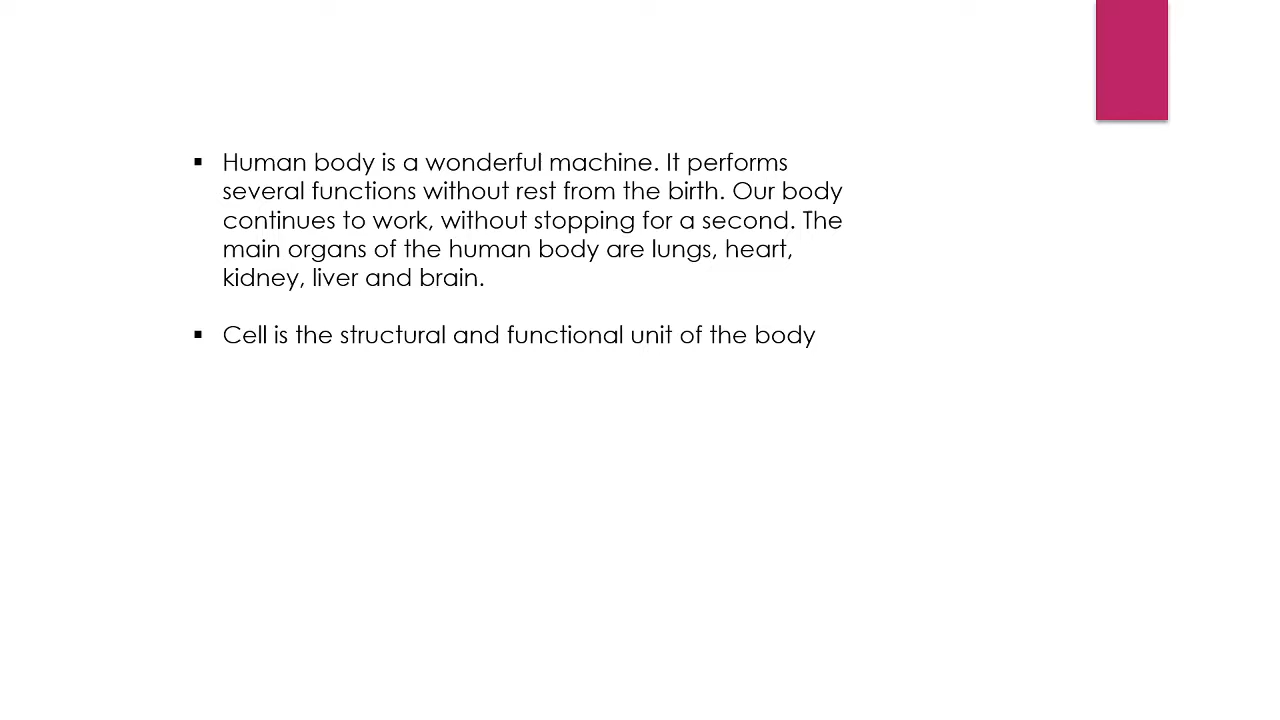 ▪ Human body is a wonderful machine. It performs
several functions without rest from the birth. Our body
continues to work, without stopping for a second. The
main organs of the human body are lungs, heart,
kidney, liver and brain.
▪ Cell is the structural and functional unit of the body